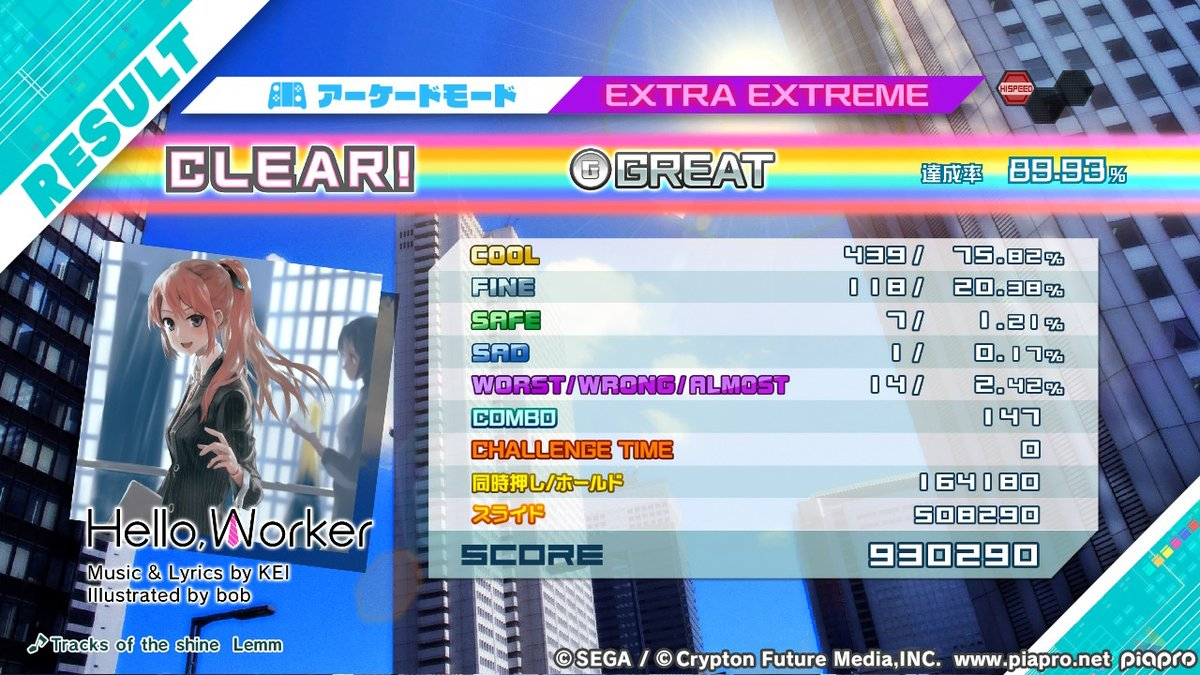 RESULT
アーケードモード EXTRA EXTREME HISPEED
CLEAR! G GREAT 達成率 89.93%
COOL 439/ 75.82%
FINE 118/ 20.38%
SAFE 7/ 1.21%
SAD 1/ 0.17%
WORST/WRONG/ALMOST 14/ 2.42%
COMBO 147
CHALLENGE TIME 0
同時押し/ホールド 164180
スライド 508290
SCORE 930290
Hello,Worker
Music & Lyrics by KEI
Illustrated by bob
♪Tracks of the shine Lemm
©SEGA / ©Crypton Future Media,INC. www.piapro.net piapro